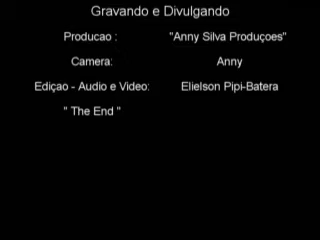 Gravando e Divulgando
Producao : "Anny Silva Produçoes"
Camera: Anny
Ediçao - Audio e Video: Elielson Pipi-Batera
" The End "